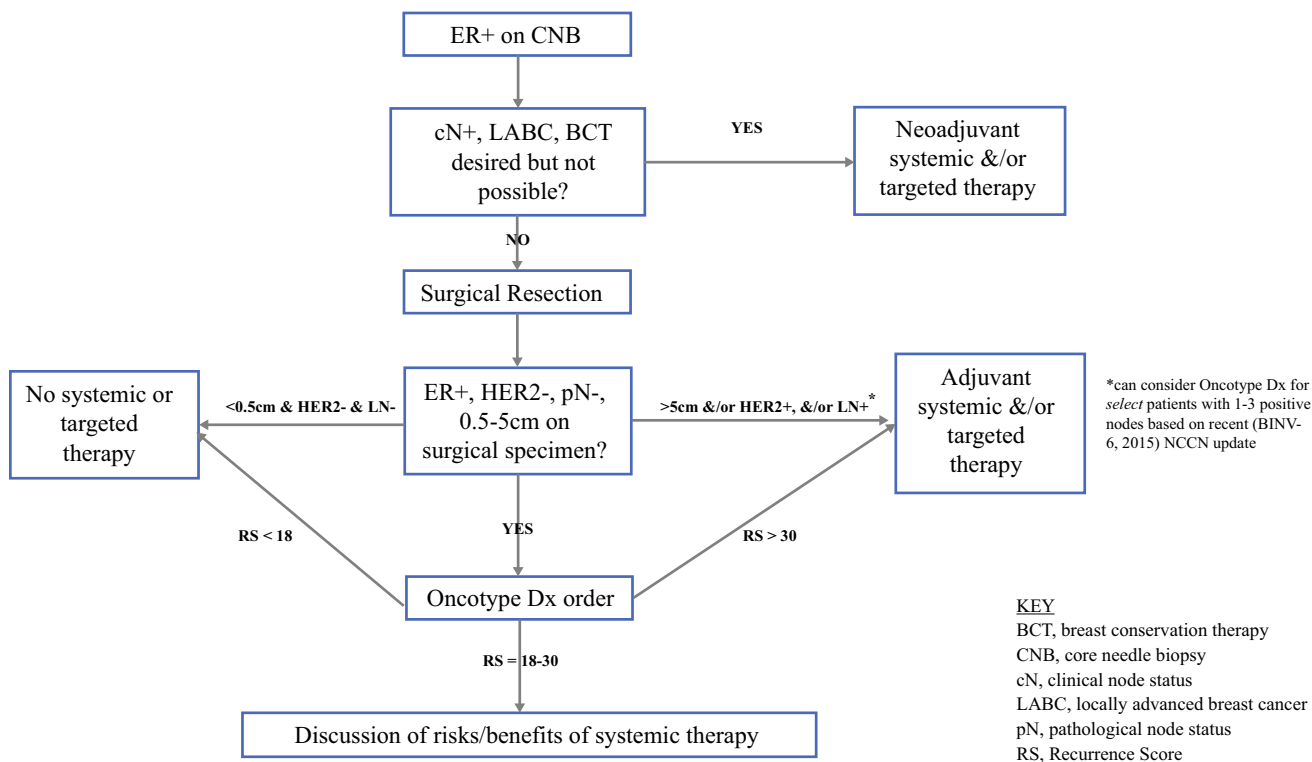 ER+ on CNB
cN+, LABC, BCT
desired but not
possible?
YES
Neoadjuvant
systemic &/or
targeted therapy
NO
Surgical Resection
No systemic or
targeted
therapy
<0.5cm & HER2- & LN-
ER+, HER2-, pN-,
0.5-5cm on
surgical specimen?
>5cm &/or HER2+, &/or LN+*
Adjuvant
systemic &/or
targeted
therapy
*can consider Oncotype Dx for
select patients with 1-3 positive
nodes based on recent (BINV-
6, 2015) NCCN update
RS < 18
YES
RS > 30
Oncotype Dx order
RS = 18-30
Discussion of risks/benefits of systemic therapy
KEY
BCT, breast conservation therapy
CNB, core needle biopsy
cN, clinical node status
LABC, locally advanced breast cancer
pN, pathological node status
RS, Recurrence Score